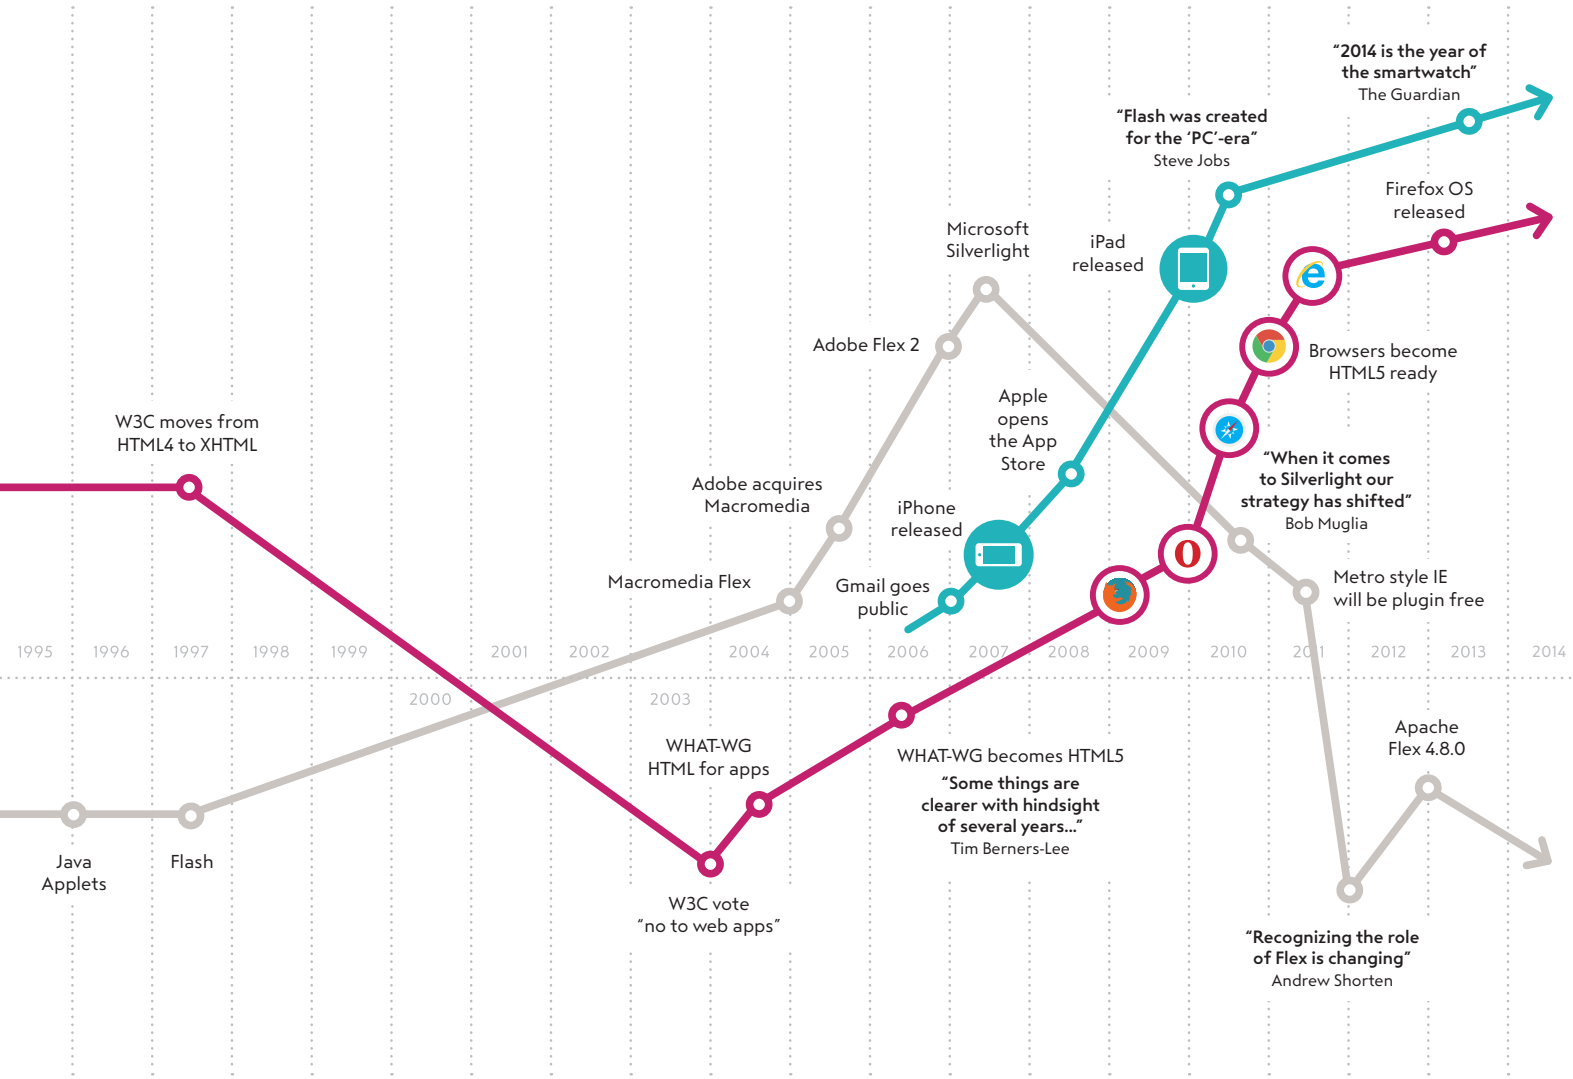 “2014 is the year of
the smartwatch”
The Guardian
“Flash was created
for the ‘PC’-era”
Steve Jobs
Firefox OS
released
Microsoft
Silverlight
iPad
released
Adobe Flex 2
Browsers become
HTML5 ready
Apple
opens
the App
Store
W3C moves from
HTML4 to XHTML
“When it comes
to Silverlight our
strategy has shifted”
Bob Muglia
Adobe acquires
Macromedia
iPhone
released
Macromedia Flex
Gmail goes
public
Metro style IE
will be plugin free
1995 1996 1997 1998 1999 2001 2002 2004 2005 2006 2007 2008 2009 2010 2011 2012 2013 2014
2000 2003
WHAT-WG
HTML for apps
Apache
Flex 4.8.0
WHAT-WG becomes HTML5
“Some things are
clearer with hindsight
of several years...”
Tim Berners-Lee
Java
Applets
Flash
W3C vote
“no to web apps”
“Recognizing the role
of Flex is changing”
Andrew Shorten